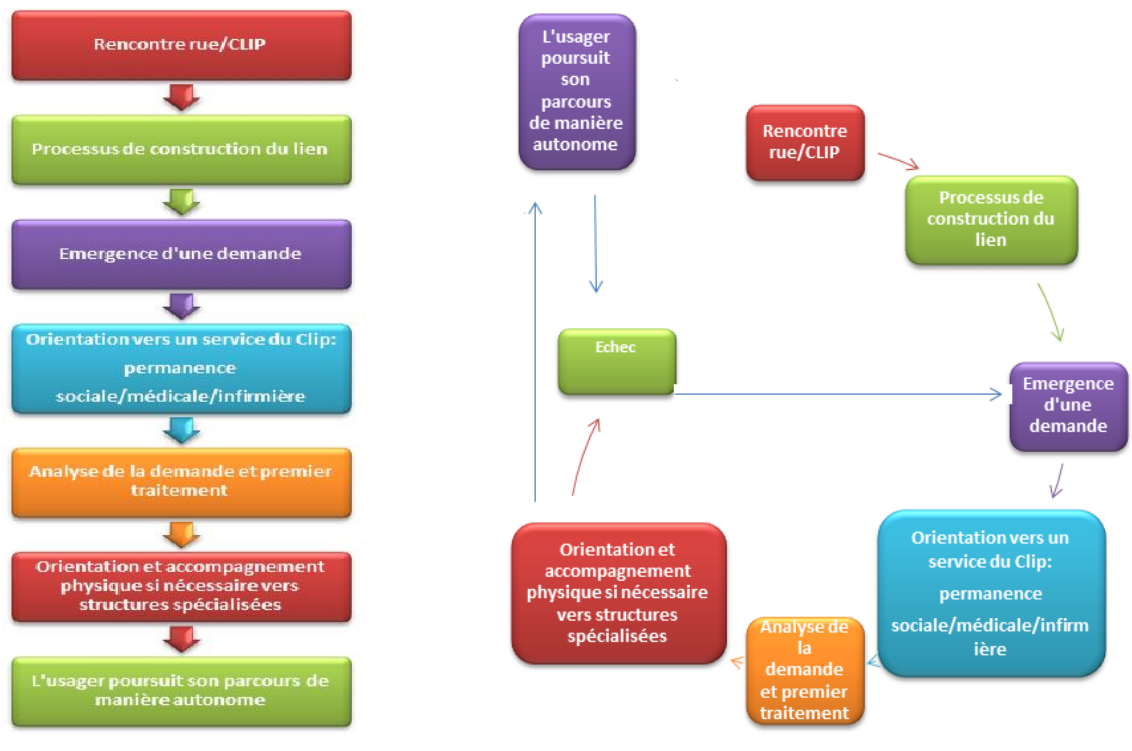 Rencontre rue/CLIP
Processus de construction du lien
Emergence d'une demande
Orientation vers un service du Clip:
permanence
sociale/médicale/infirmière
Analyse de la demande et premier
traitement
Orientation et accompagnement
physique si nécessaire vers
structures spécialisées
L'usager poursuit son parcours de
manière autonome
L'usager
poursuit
son
parcours
de manière
autonome
Rencontre
rue/CLIP
Processus de
construction du
lien
Echec
Emergence
d'une
demande
Orientation vers un
service du Clip:
permanence
sociale/médicale/infirm
ière
Analyse de
la
demande
et premier
traitement
Orientation et
accompagnement
physique si nécessaire
vers structures
spécialisées